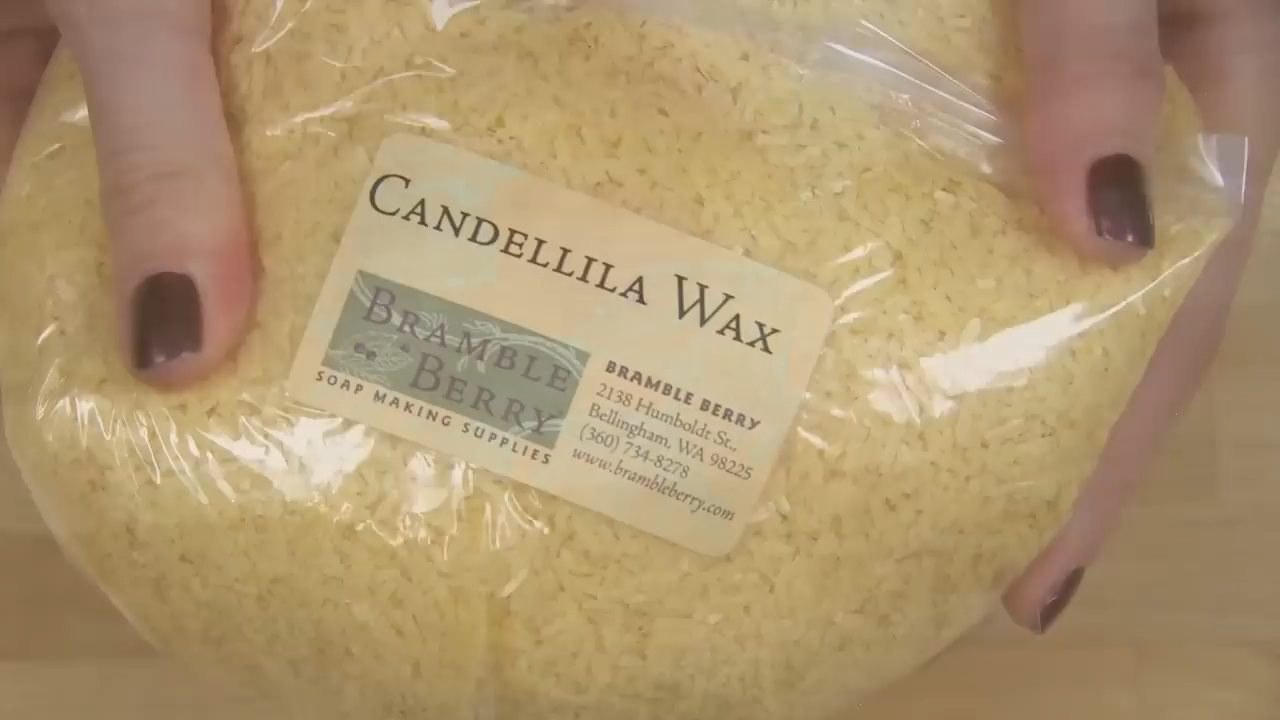 CANDELLILA WAX
BRAMBLE
BERRY
SOAP MAKING SUPPLIES
BRAMBLE BERRY
2138 Humboldt St.,
Bellingham, WA 98225
(360) 734-8278
www.brambleberry.com